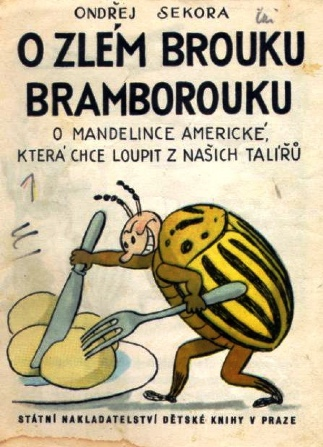 ONDŘEJ SEKORA
O ZLÉM BROUKU
BRAMBOROUKU
O MANDELINCE AMERICKÉ,
KTERÁ CHCE LOUPIT Z NAŠICH TALÍŘŮ
STÁTNÍ NAKLADATELSTVÍ DĚTSKÉ KNIHY V PRAZE